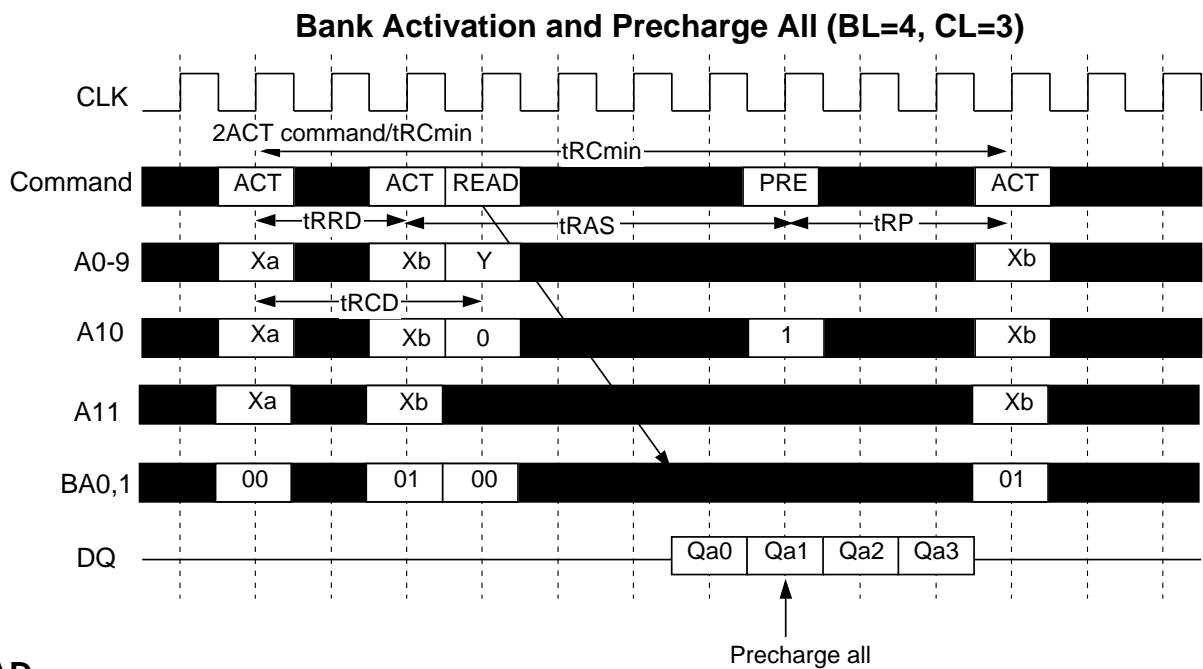 Bank Activation and Precharge All (BL=4, CL=3)
CLK
2ACT command/tRCmin
tRCmin
Command ACT ACT READ PRE ACT
tRRD tRAS tRP
A0-9 Xa Xb Y Xb
tRCD
A10 Xa Xb 0 1 Xb
A11 Xa Xb Xb
BA0,1 00 01 00 01
DQ Qa0 Qa1 Qa2 Qa3
Precharge all